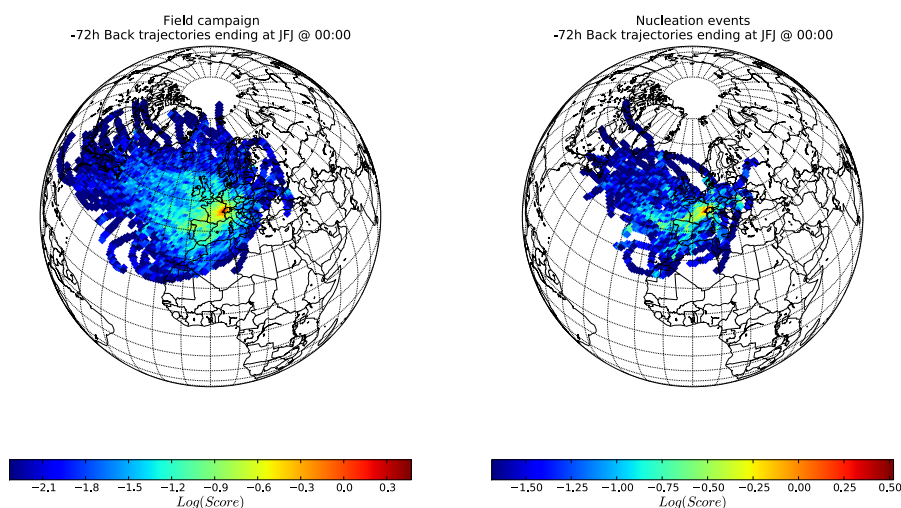 Field campaign
-72h Back trajectories ending at JFJ @ 00:00
Nucleation events
-72h Back trajectories ending at JFJ @ 00:00
−2.1 −1.8 −1.5 −1.2 −0.9 −0.6 −0.3 0.0 0.3
Log(Score)
−1.50 −1.25 −1.00 −0.75 −0.50 −0.25 0.00 0.25 0.50
Log(Score)